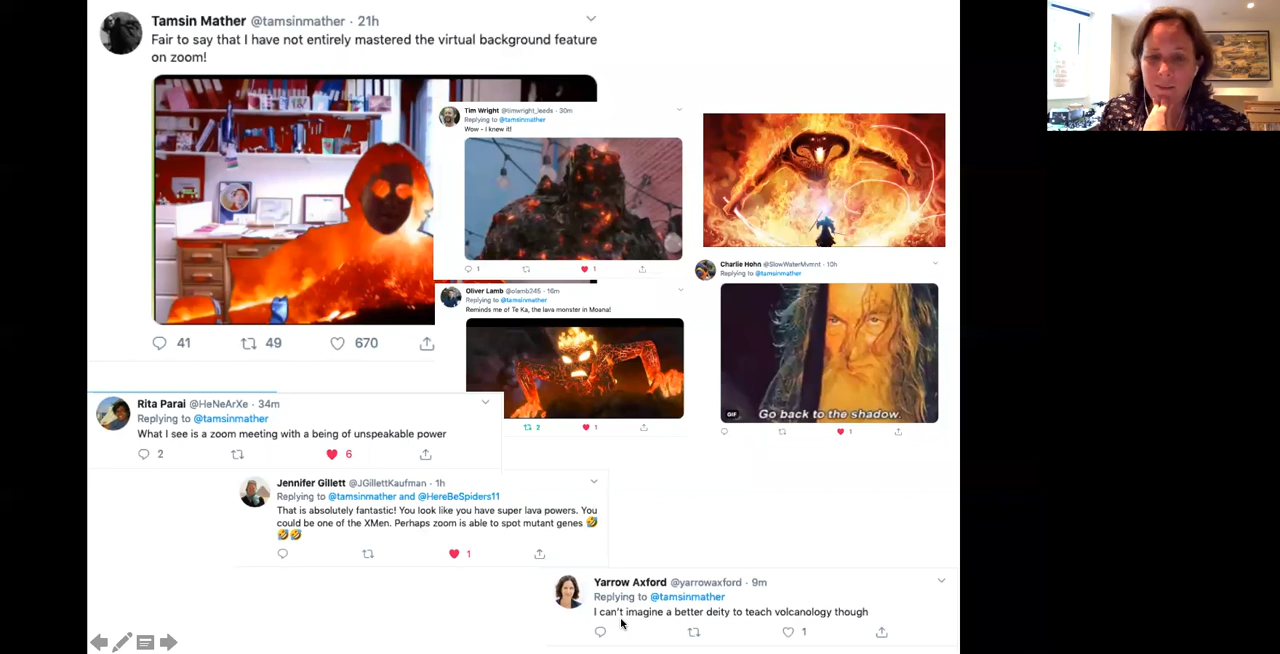 Tamsin Mather @tamsinmather · 21h
Fair to say that I have not entirely mastered the virtual background feature
on zoom!
41 49 670
Tim Wright @timwright_leeds · 30m
Replying to @tamsinmather
Wow - I knew it!
1 1
Oliver Lamb @olamb245 · 16m
Replying to @tamsinmather
Reminds me of Te Ka, the lava monster in Moana!
2 1
Charlie Hohn @SlowWaterMvmnt · 10h
Replying to @tamsinmather
GIF Go back to the shadow.
1
Rita Parai @HeNeArXe · 34m
Replying to @tamsinmather
What I see is a zoom meeting with a being of unspeakable power
2 6
Jennifer Gillett @JGillettKaufman · 1h
Replying to @tamsinmather and @HereBeSpiders11
That is absolutely fantastic! You look like you have super lava powers. You
could be one of the XMen. Perhaps zoom is able to spot mutant genes 🤣
🤣🤣
1
Yarrow Axford @yarrowaxford · 9m
Replying to @tamsinmather
I can't imagine a better deity to teach volcanology though
1